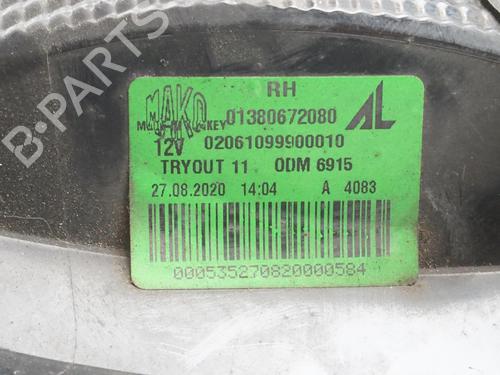 RH
MAKO
01380672080
AL
12V 02061099900010
TRYOUT 11 ODM 6915
27.08.2020 14:04 A 4083
000535270820000584
B-PARTS